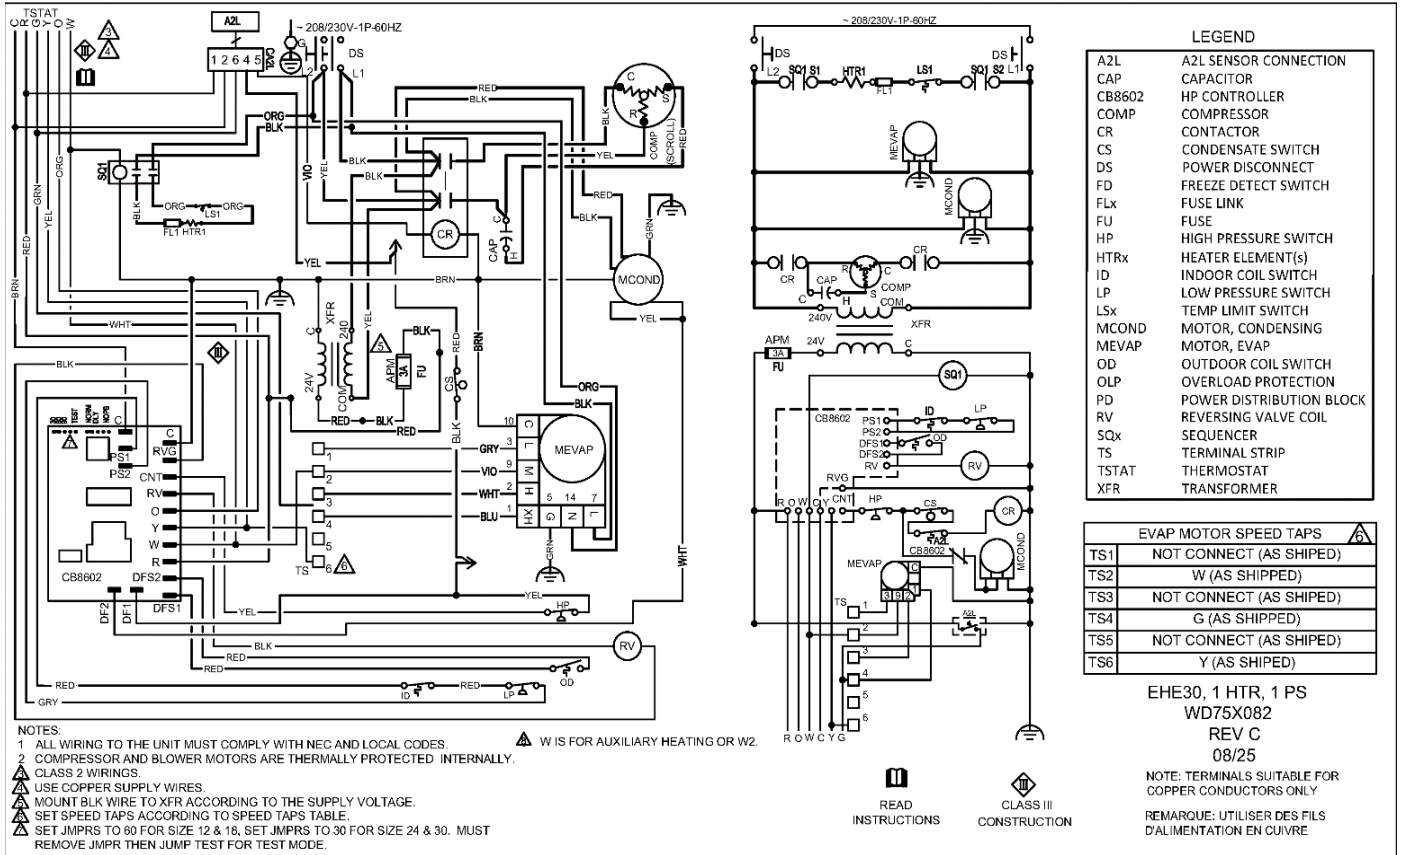 TSTAT
C R G Y O W
3
4
III
A2L
1 2 6 4 5
CA2L
~ 208/230V-1P-60HZ
G
DS
L2
L1
ORG
BLK
RED
BLK
BLK
C
S
R
COMP
(SCROLL)
RED
YEL
SQ1
ORG
LS1
ORG
BLK
FL1 HTR1
VIO
YEL
BLK
BLK
CR
C
CAP
H
RED
BLK
GRN
MCOND
YEL
BRN
YEL
BRN
RED
GRN
YEL
ORG
WHT
III
BLK
C
XFR
240
24V
COM
YEL
5
APM
3A
FU
BLK
RED
BLK
RED
RED
CS
BLK
BRN
ORG
BLK
WHT
TEST
NORM
DLY
NOPS
C
7
PS1
PS2
C
RVG
CNT
RV
O
Y
W
R
DFS2
DFS1
CB8602
DF2
DF1
1
2
3
4
5
TS 6
6
GRY
VIO
WHT
BLU
10
3
9
2
1
C
L
M
H
XH
MEVAP
5 14 7
G N L
GRN
YEL
HP
BLK
RV
RED
RED
OD
RED
ID
RED
LP
GRY
~ 208/230V-1P-60HZ
DS
L2
DS
L1
SQ1 S1
HTR1
FL1
LS1
SQ1 S2
MEVAP
MCOND
CR
CAP
R
C
S
COMP
CR
C
H
COM
240V
XFR
APM
3A
FU
24V
C
SQ1
CB8602
PS1
PS2
DFS1
DFS2
RV
ID
LP
OD
RV
RVG
R O W C Y CNT
HP
CS
CR
A2L
CB8602
MCOND
MEVAP
C
1
3 9 2
TS
1
2
3
4
5
6
A2L
R O W C Y G
LEGEND
A2L A2L SENSOR CONNECTION
CAP CAPACITOR
CB8602 HP CONTROLLER
COMP COMPRESSOR
CR CONTACTOR
CS CONDENSATE SWITCH
DS POWER DISCONNECT
FD FREEZE DETECT SWITCH
FLx FUSE LINK
FU FUSE
HP HIGH PRESSURE SWITCH
HTRx HEATER ELEMENT(s)
ID INDOOR COIL SWITCH
LP LOW PRESSURE SWITCH
LSx TEMP LIMIT SWITCH
MCOND MOTOR, CONDENSING
MEVAP MOTOR, EVAP
OD OUTDOOR COIL SWITCH
OLP OVERLOAD PROTECTION
PD POWER DISTRIBUTION BLOCK
RV REVERSING VALVE COIL
SQx SEQUENCER
TS TERMINAL STRIP
TSTAT THERMOSTAT
XFR TRANSFORMER
EVAP MOTOR SPEED TAPS 6
TS1 NOT CONNECT (AS SHIPED)
TS2 W (AS SHIPPED)
TS3 NOT CONNECT (AS SHIPED)
TS4 G (AS SHIPPED)
TS5 NOT CONNECT (AS SHIPED)
TS6 Y (AS SHIPED)
EHE30, 1 HTR, 1 PS
WD75X082
REV C
08/25
NOTE: TERMINALS SUITABLE FOR
COPPER CONDUCTORS ONLY
REMARQUE: UTILISER DES FILS
D'ALIMENTATION EN CUIVRE
READ
INSTRUCTIONS
III
CLASS III
CONSTRUCTION
NOTES:
1 ALL WIRING TO THE UNIT MUST COMPLY WITH NEC AND LOCAL CODES.
2 COMPRESSOR AND BLOWER MOTORS ARE THERMALLY PROTECTED INTERNALLY.
3 CLASS 2 WIRINGS.
4 USE COPPER SUPPLY WIRES.
5 MOUNT BLK WIRE TO XFR ACCORDING TO THE SUPPLY VOLTAGE.
6 SET SPEED TAPS ACCORDING TO SPEED TAPS TABLE.
7 SET JMPRS TO 60 FOR SIZE 12 & 18, SET JMPRS TO 30 FOR SIZE 24 & 30. MUST
REMOVE JMPR THEN JUMP TEST FOR TEST MODE.
W IS FOR AUXILIARY HEATING OR W2.